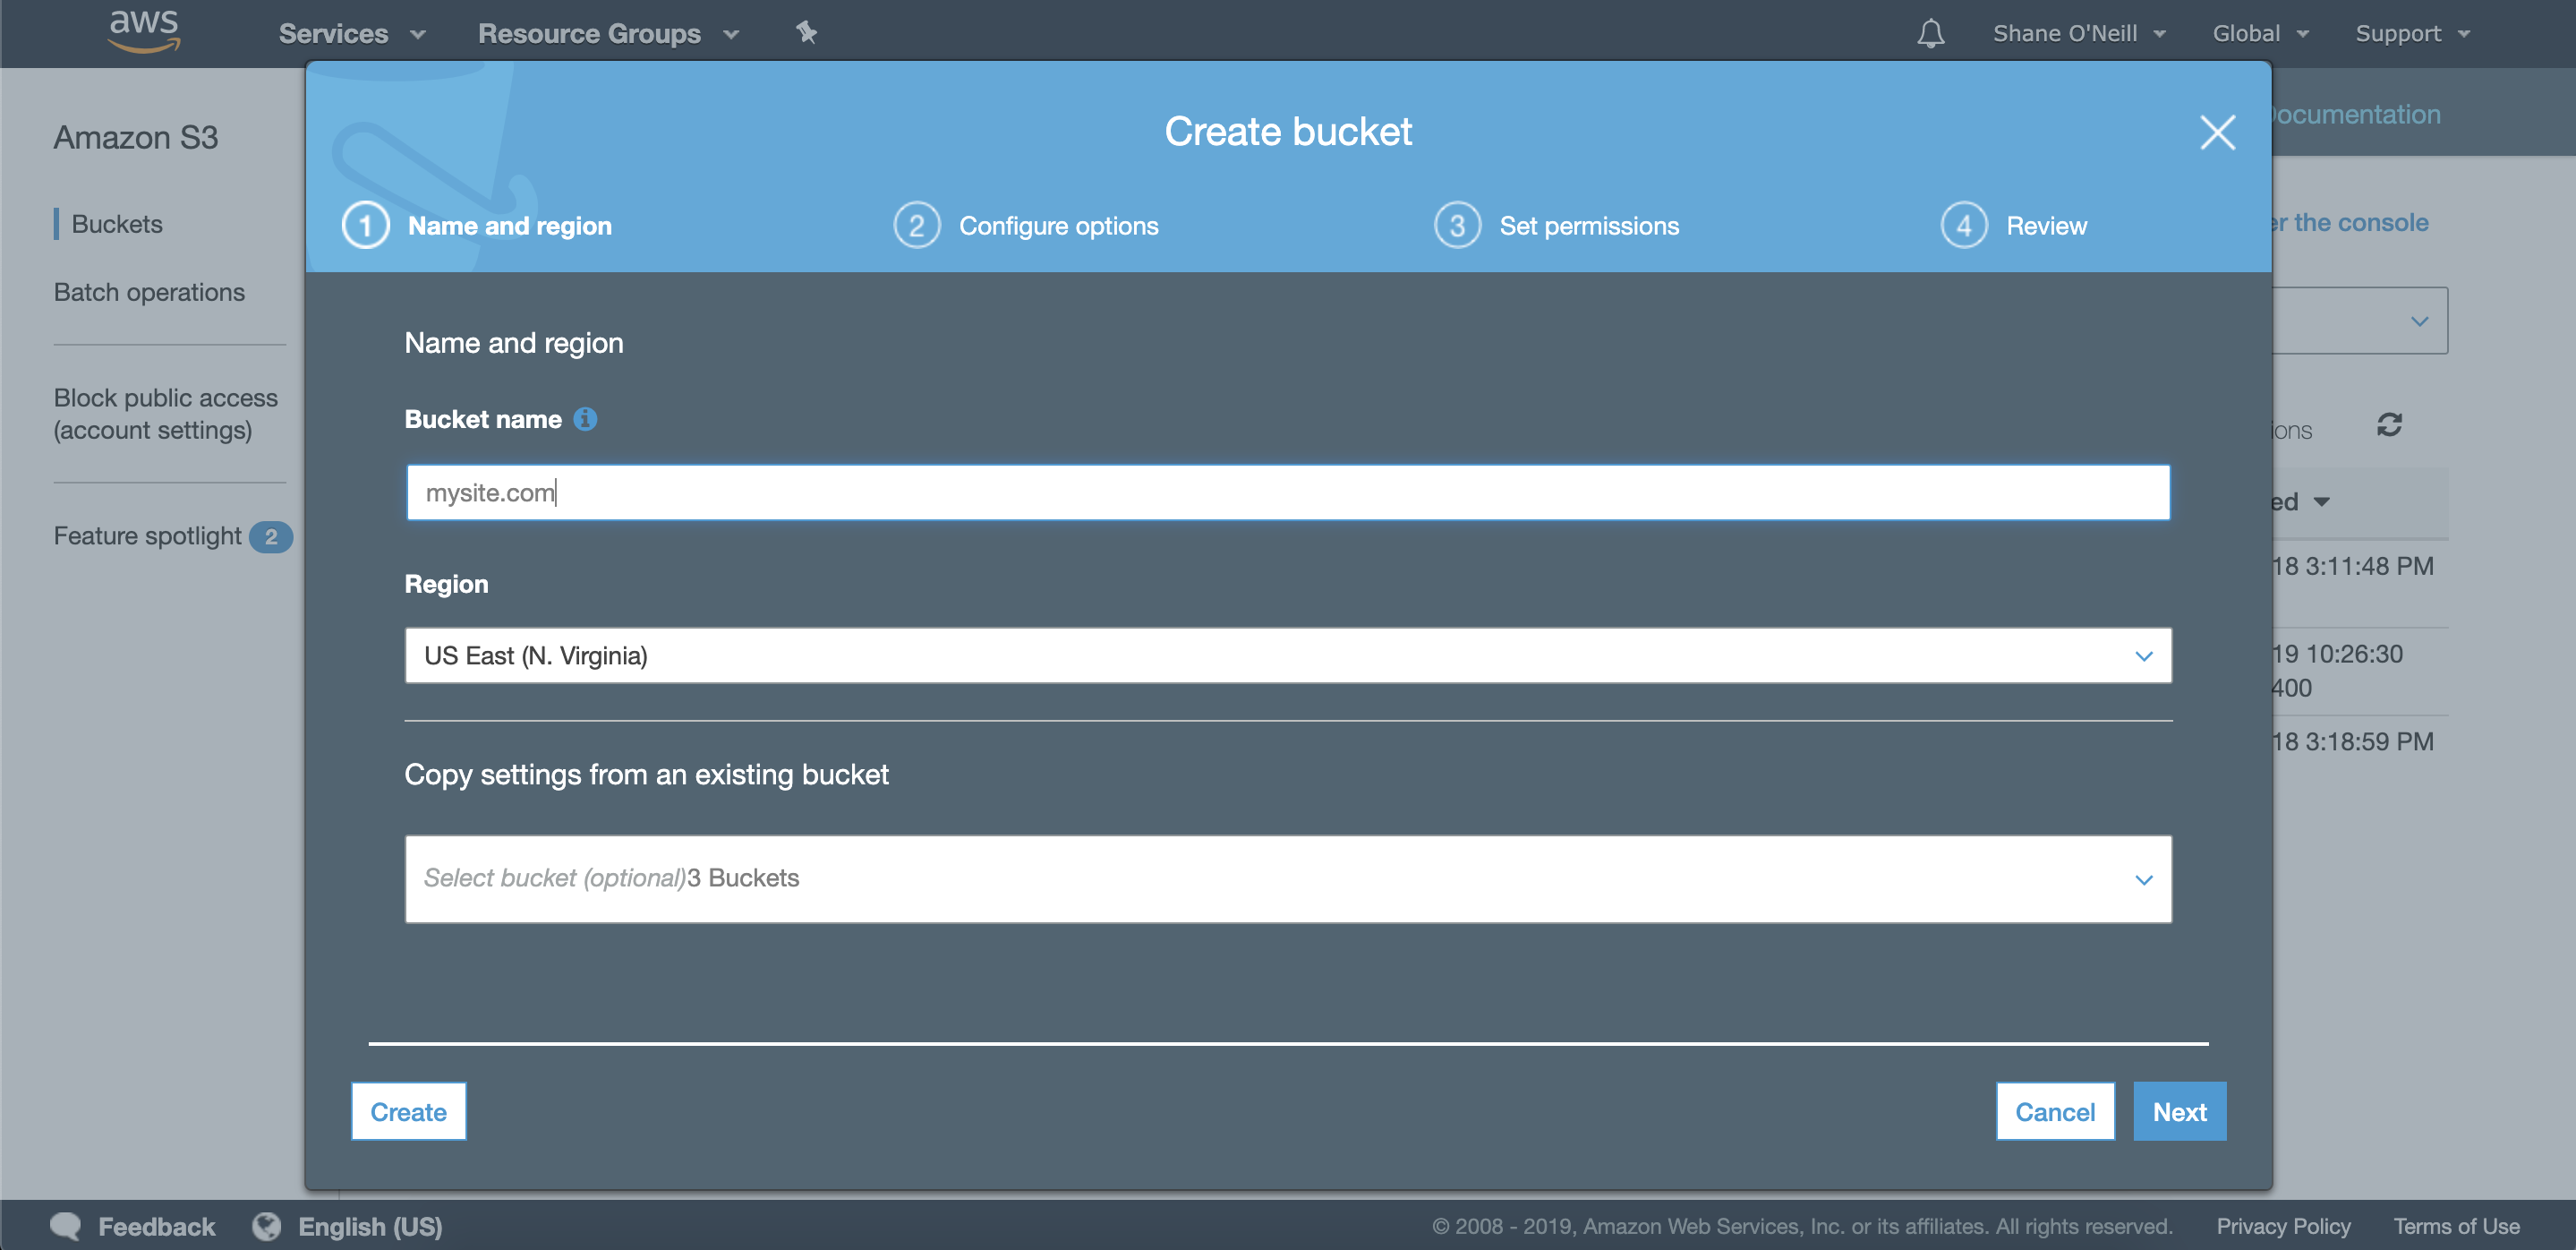 aws Services Resource Groups Shane O'Neill Global Support
Amazon S3
Buckets
Batch operations
Block public access
(account settings)
Feature spotlight 2
Create bucket
1 Name and region 2 Configure options 3 Set permissions 4 Review
Name and region
Bucket name
mysite.com
Region
US East (N. Virginia)
Copy settings from an existing bucket
Select bucket (optional)3 Buckets
Create Cancel Next
ocumentation
er the console
ions
ed
18 3:11:48 PM
19 10:26:30
400
18 3:18:59 PM
Feedback English (US) © 2008 - 2019, Amazon Web Services, Inc. or its affiliates. All rights reserved. Privacy Policy Terms of Use